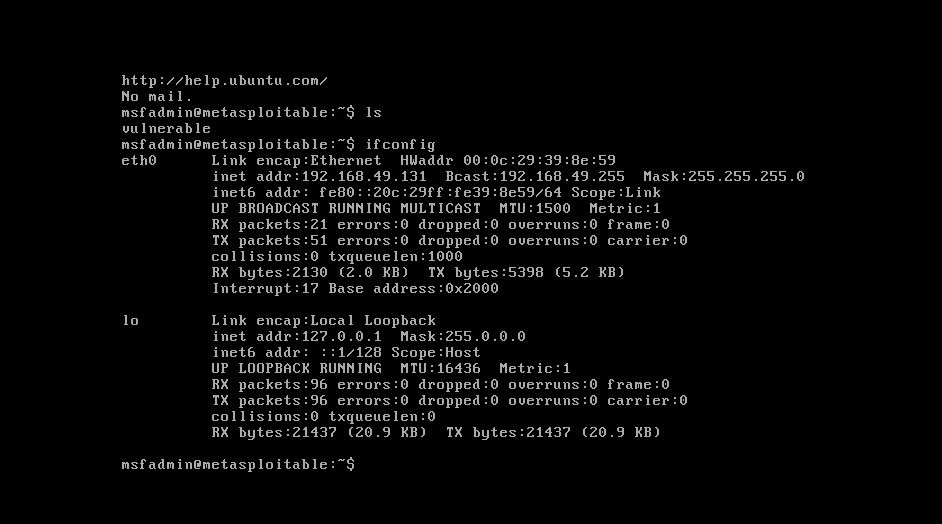 http://help.ubuntu.com/
No mail.
msfadmin@metasploitable:~$ ls
vulnerable
msfadmin@metasploitable:~$ ifconfig
eth0      Link encap:Ethernet  HWaddr 00:0c:29:39:8e:59
          inet addr:192.168.49.131  Bcast:192.168.49.255  Mask:255.255.255.0
          inet6 addr: fe80::20c:29ff:fe39:8e59/64 Scope:Link
          UP BROADCAST RUNNING MULTICAST  MTU:1500  Metric:1
          RX packets:21 errors:0 dropped:0 overruns:0 frame:0
          TX packets:51 errors:0 dropped:0 overruns:0 carrier:0
          collisions:0 txqueuelen:1000
          RX bytes:2130 (2.0 KB)  TX bytes:5398 (5.2 KB)
          Interrupt:17 Base address:0x2000
lo        Link encap:Local Loopback
          inet addr:127.0.0.1  Mask:255.0.0.0
          inet6 addr: ::1/128 Scope:Host
          UP LOOPBACK RUNNING  MTU:16436  Metric:1
          RX packets:96 errors:0 dropped:0 overruns:0 frame:0
          TX packets:96 errors:0 dropped:0 overruns:0 carrier:0
          collisions:0 txqueuelen:0
          RX bytes:21437 (20.9 KB)  TX bytes:21437 (20.9 KB)
msfadmin@metasploitable:~$